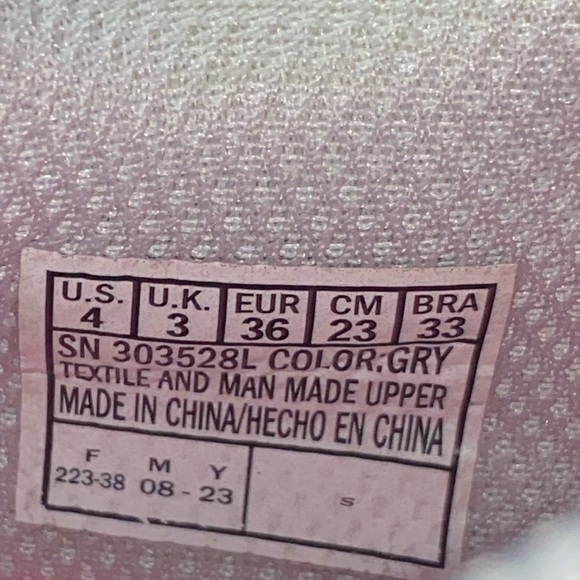 U.S. U.K. EUR CM BRA
4 3 36 23 33
SN 303528L COLOR:GRY
TEXTILE AND MAN MADE UPPER
MADE IN CHINA/HECHO EN CHINA
F M Y
223-38 08 - 23
S